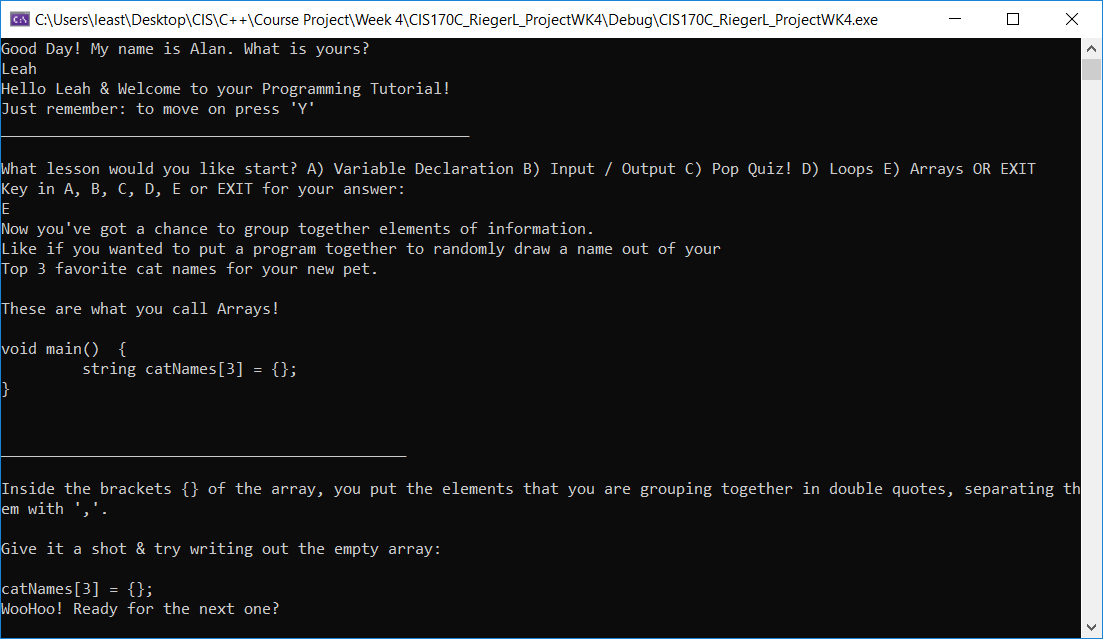 C:\Users\least\Desktop\CIS\C++\Course Project\Week 4\CIS170C_RiegerL_ProjectWK4\Debug\CIS170C_RiegerL_ProjectWK4.exe
Good Day! My name is Alan. What is yours?
Leah
Hello Leah & Welcome to your Programming Tutorial!
Just remember: to move on press 'Y'
____________________________________________________
What lesson would you like start? A) Variable Declaration B) Input / Output C) Pop Quiz! D) Loops E) Arrays OR EXIT
Key in A, B, C, D, E or EXIT for your answer:
E
Now you've got a chance to group together elements of information.
Like if you wanted to put a program together to randomly draw a name out of your
Top 3 favorite cat names for your new pet.
These are what you call Arrays!
void main()  {
         string catNames[3] = {};
}
_____________________________________________
Inside the brackets {} of the array, you put the elements that you are grouping together in double quotes, separating th
em with ','.
Give it a shot & try writing out the empty array:
catNames[3] = {};
WooHoo! Ready for the next one?